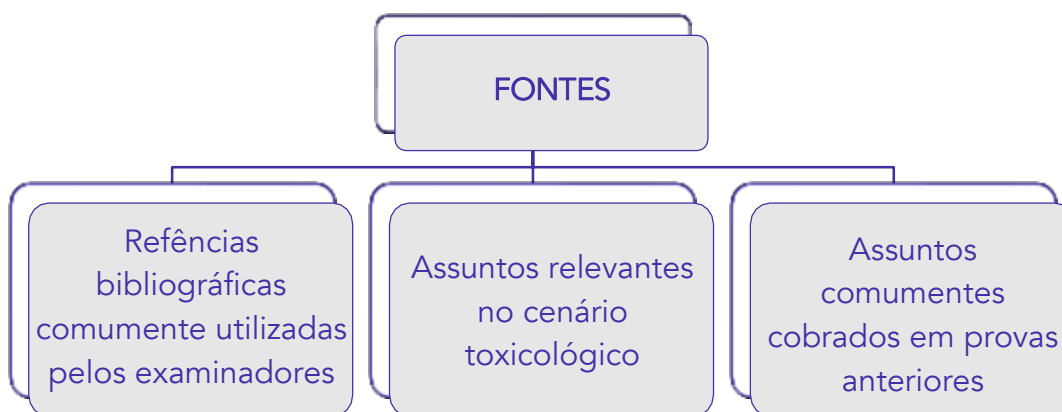 FONTES
Refências
bibliográficas
comumente utilizadas
pelos examinadores
Assuntos relevantes
no cenário
toxicológico
Assuntos
comumentes
cobrados em provas
anteriores